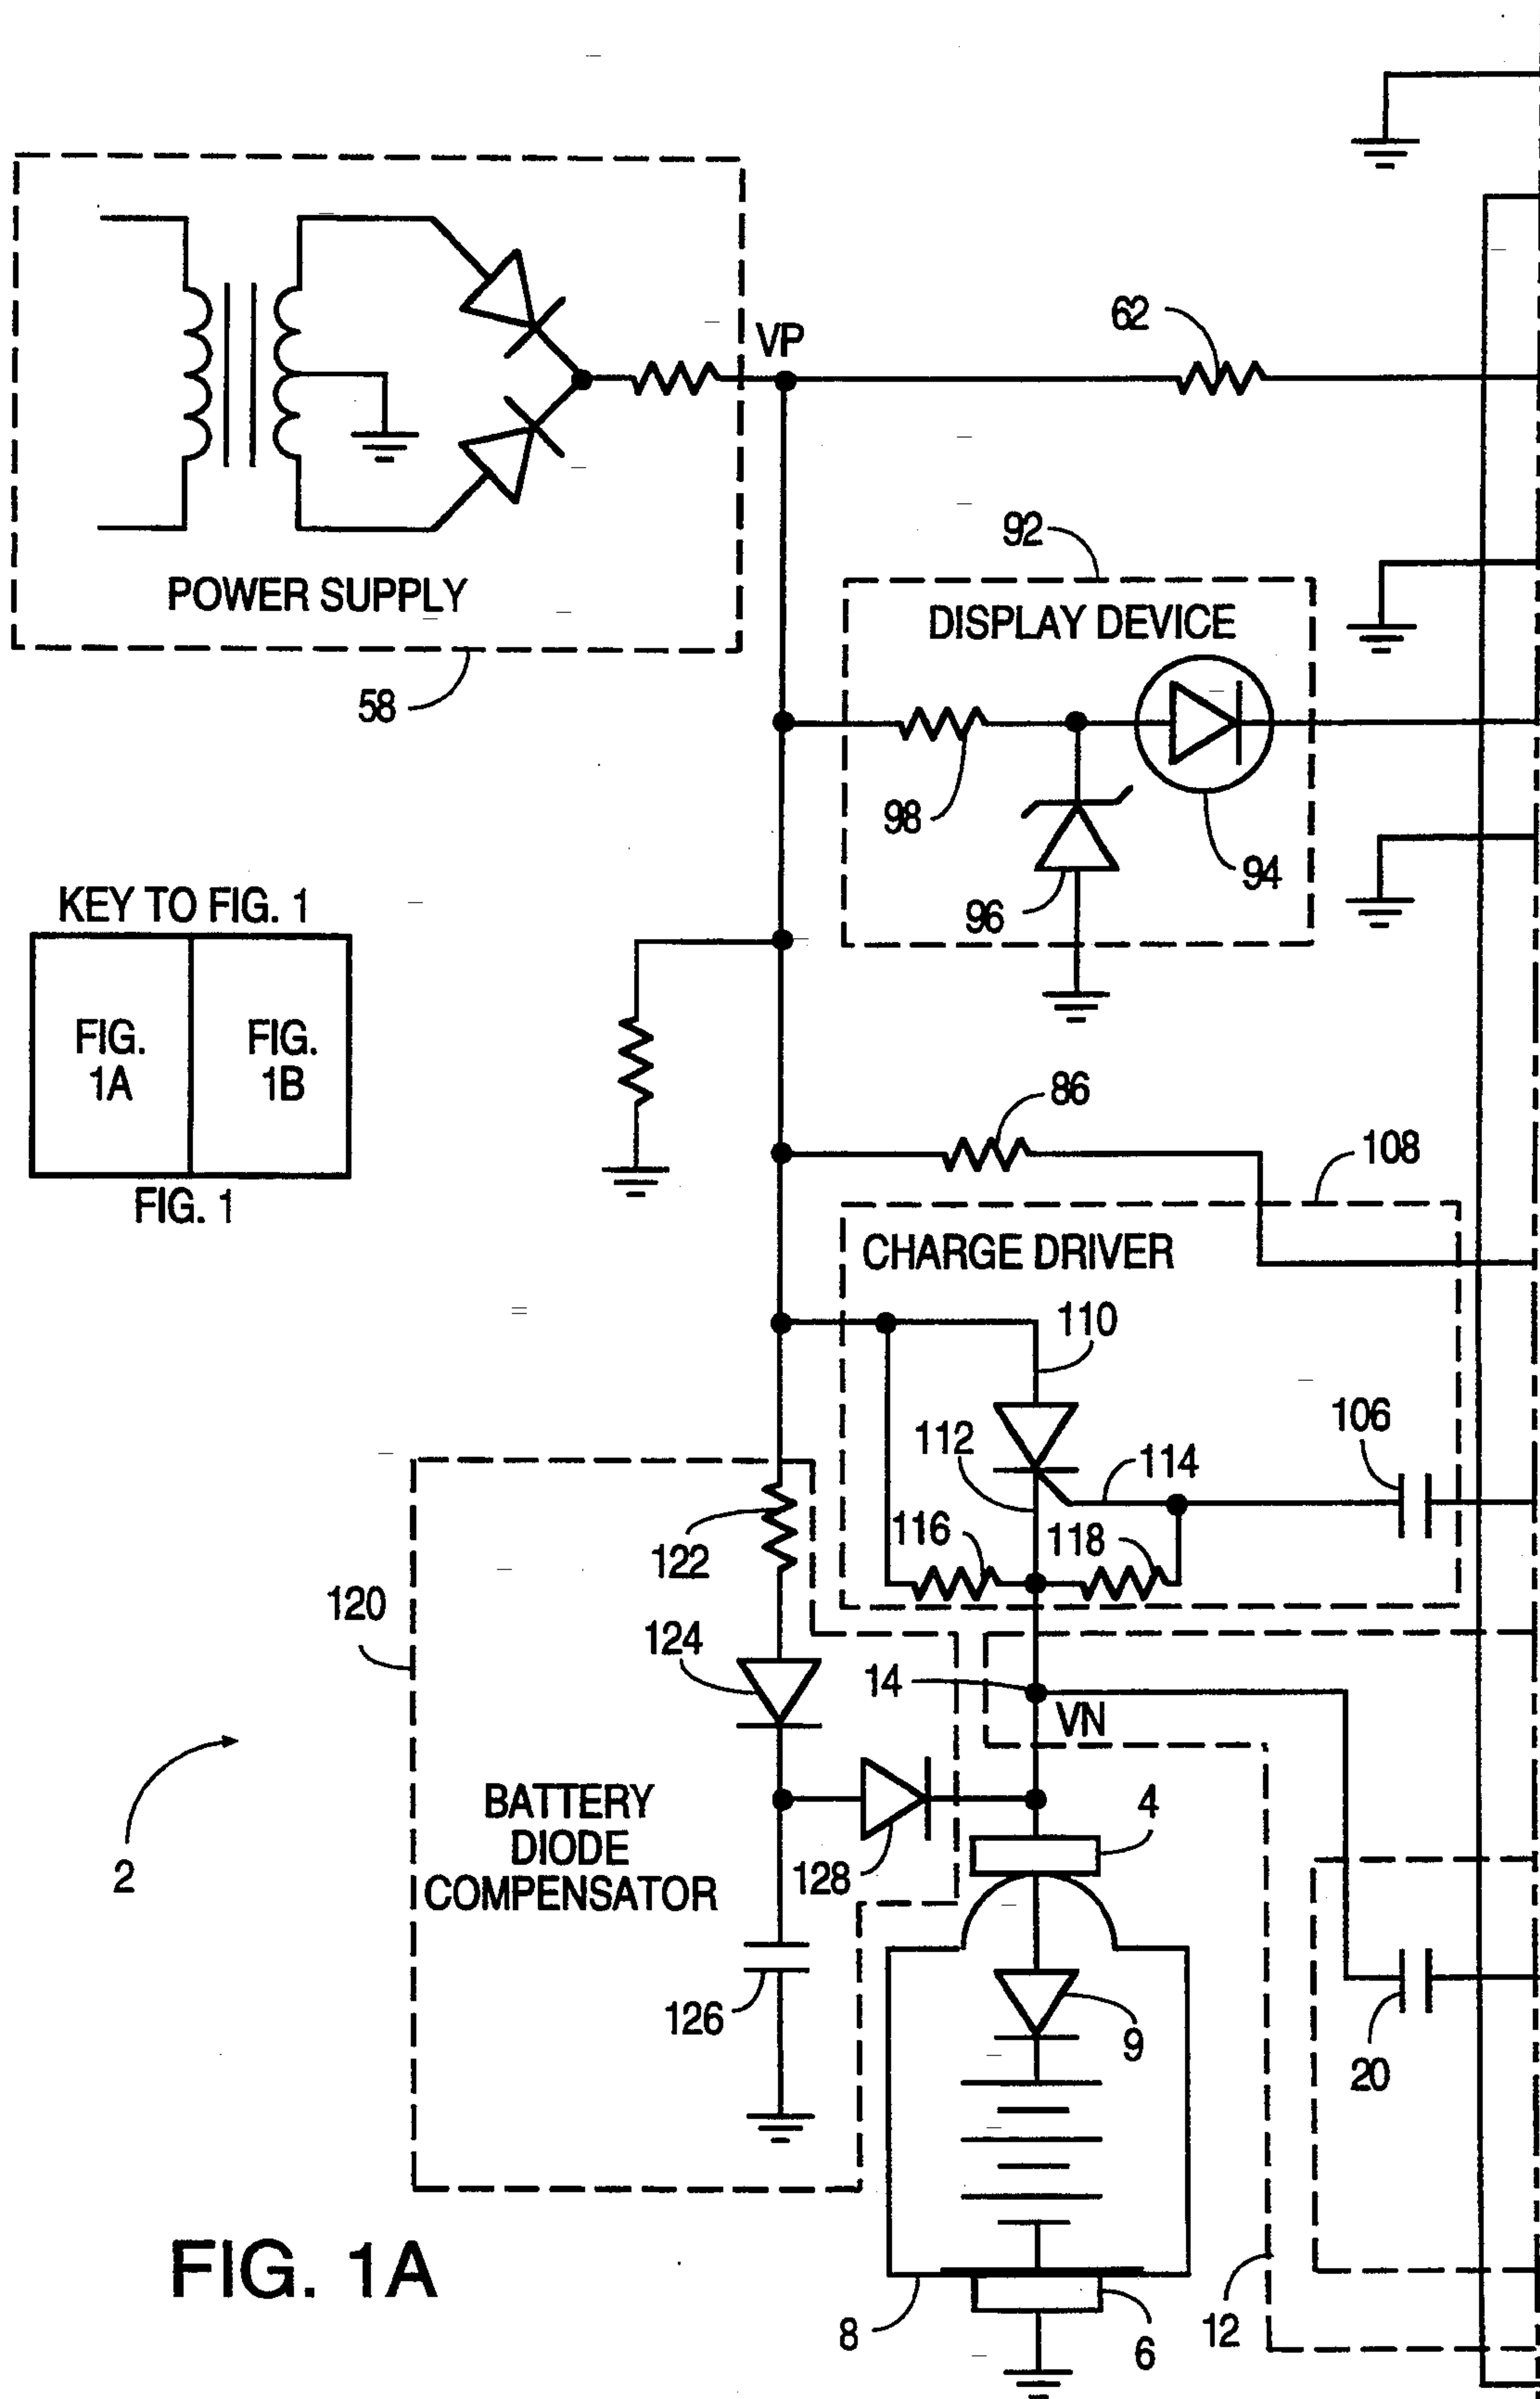 VP
62
POWER SUPPLY
58
92
DISPLAY DEVICE
98
96
94
KEY TO FIG. 1
FIG.
1A
FIG.
1B
FIG. 1
86
108
CHARGE DRIVER
110
112
114
106
116
118
122
120
124
14
VN
2
BATTERY
DIODE
COMPENSATOR
128
4
126
9
20
FIG. 1A
8
6
12